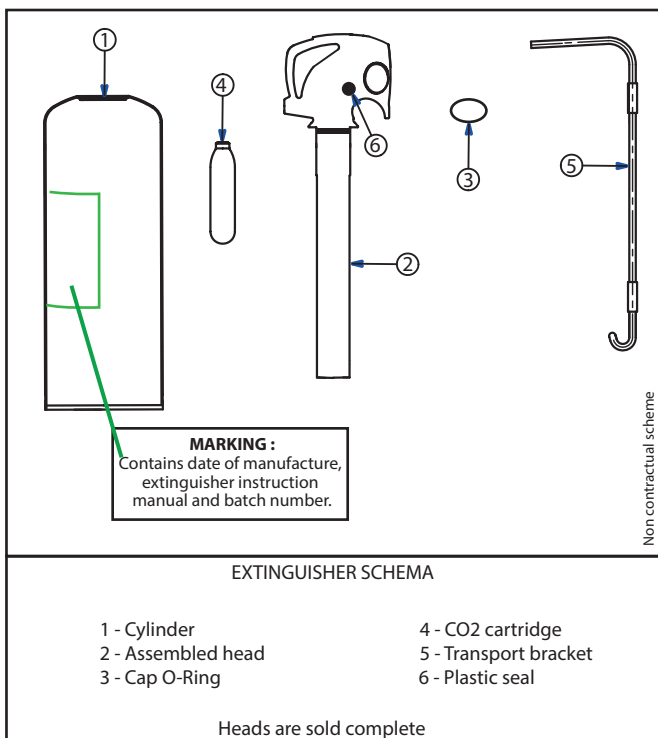 1
4
6
3
5
2
MARKING :
Contains date of manufacture,
extinguisher instruction
manual and batch number.
Non contractual scheme
EXTINGUISHER SCHEMA
1 - Cylinder
2 - Assembled head
3 - Cap O-Ring
4 - CO2 cartridge
5 - Transport bracket
6 - Plastic seal
Heads are sold complete